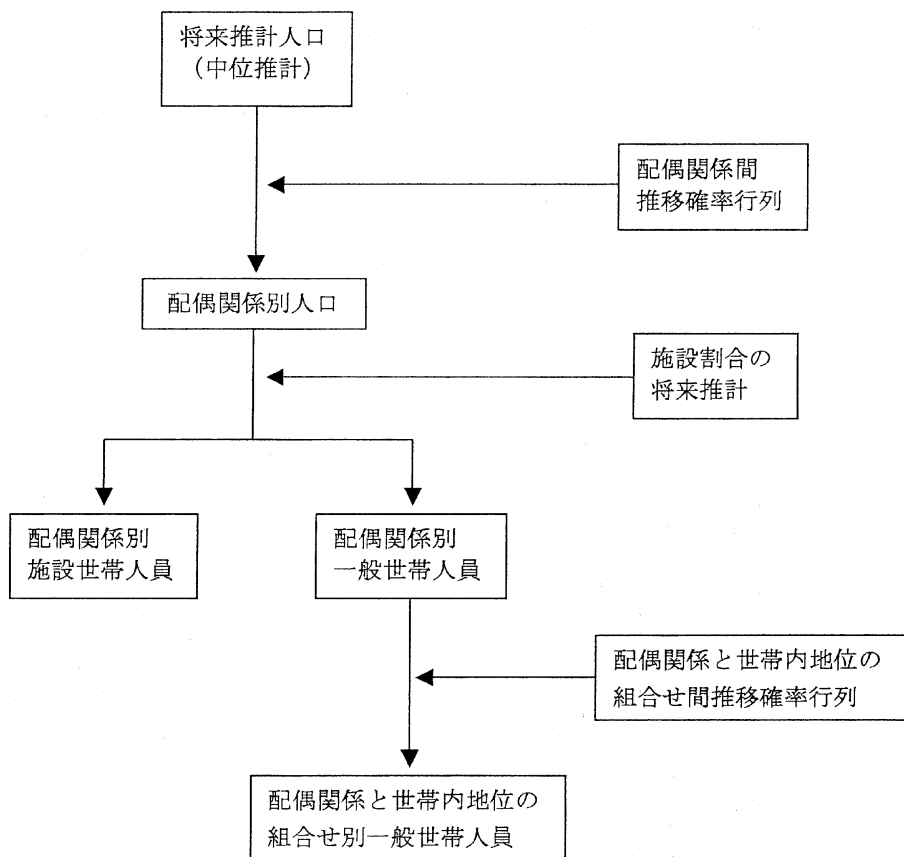 将来推計人口
（中位推計）
配偶関係間
推移確率行列
配偶関係別人口
施設割合の
将来推計
配偶関係別
施設世帯人員
配偶関係別
一般世帯人員
配偶関係と世帯内地位の
組合せ間推移確率行列
配偶関係と世帯内地位の
組合せ別一般世帯人員